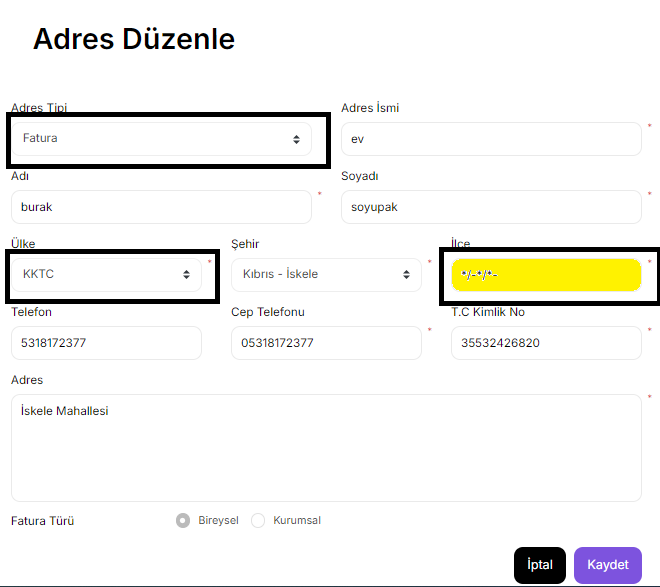 Adres Düzenle
Adres Tipi
Adres İsmi
Fatura
ev
*
Adı
Soyadı
burak
*
soyupak
*
Ülke
Şehir
İlçe
KKTC
*
Kıbrıs - İskele
*
*/-*/*-
*
Telefon
Cep Telefonu
T.C Kimlik No
5318172377
05318172377
*
35532426820
*
Adres
İskele Mahallesi
*
Fatura Türü
Bireysel
Kurumsal
İptal
Kaydet